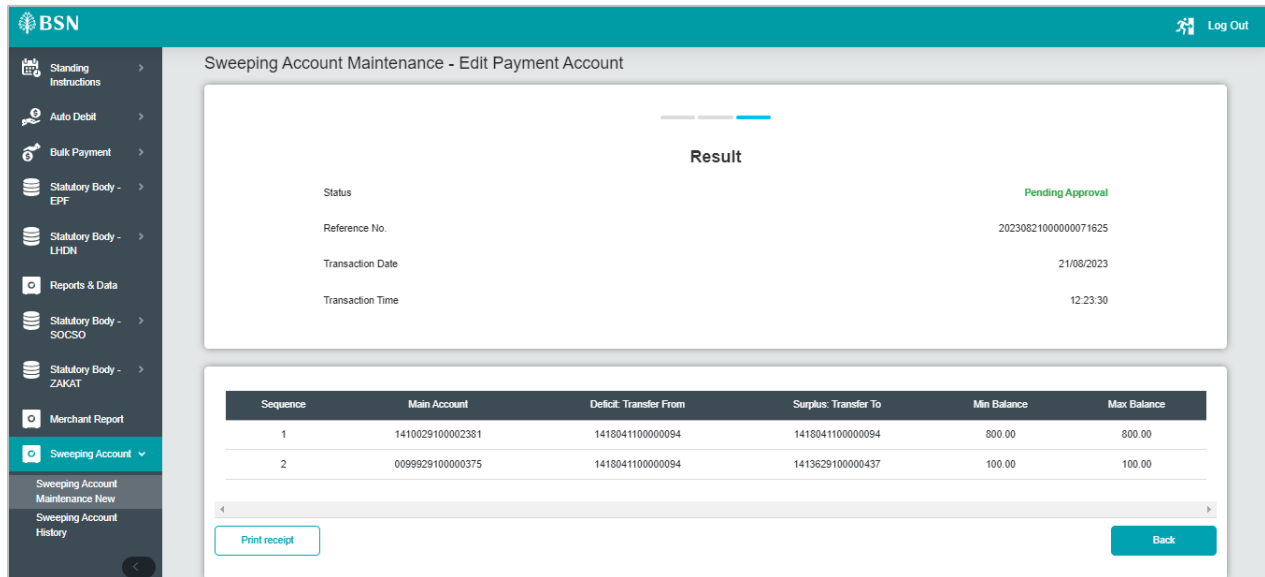 BSN
Log Out
Standing
Instructions
Auto Debit
Bulk Payment
Statutory Body -
EPF
Statutory Body -
LHDN
Reports & Data
Statutory Body -
SOCSO
Statutory Body -
ZAKAT
Merchant Report
Sweeping Account
Sweeping Account
Maintenance New
Sweeping Account
History
Sweeping Account Maintenance - Edit Payment Account
Result
Status Pending Approval
Reference No. 20230821000000071625
Transaction Date 21/08/2023
Transaction Time 12:23:30
Sequence Main Account Deficit: Transfer From Surplus: Transfer To Min Balance Max Balance
1 1410029100002381 1418041100000094 1418041100000094 800.00 800.00
2 0099929100000375 1418041100000094 1413629100000437 100.00 100.00
Print receipt Back